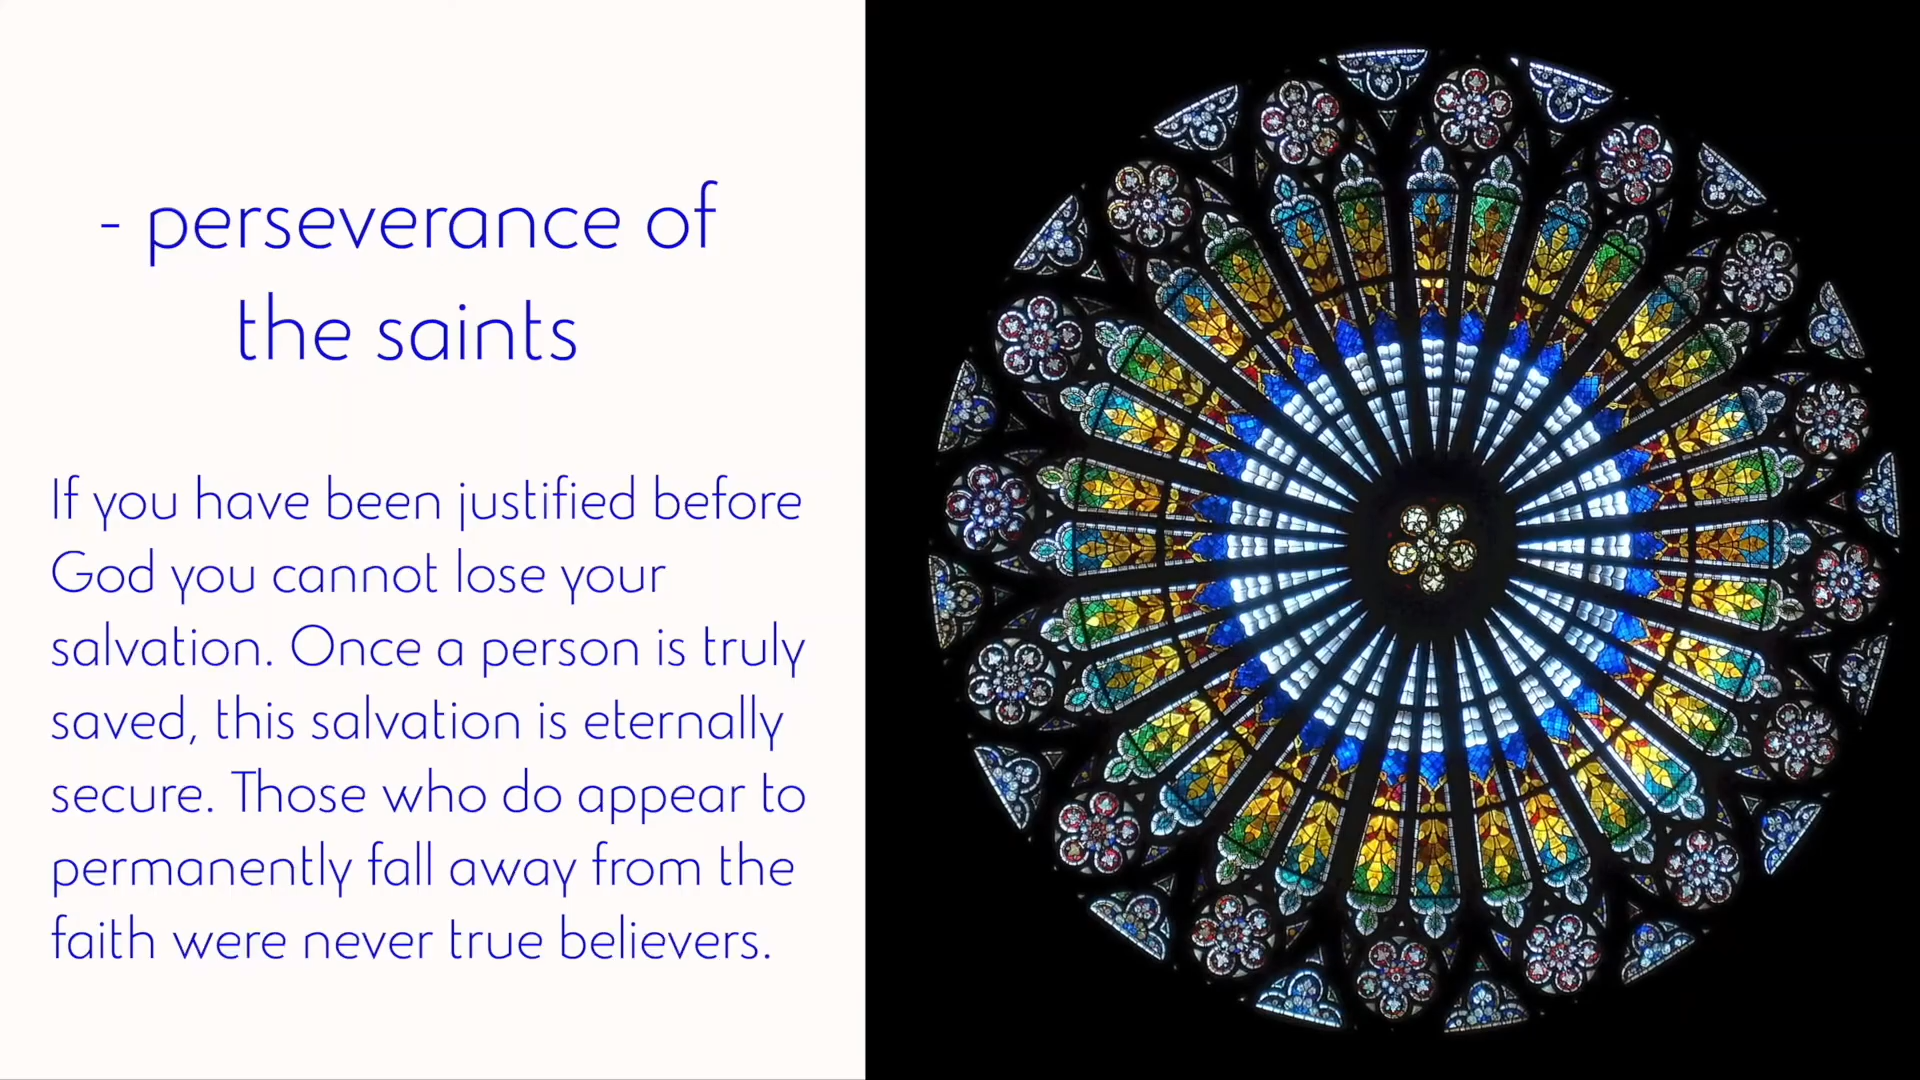 - perseverance of
the saints
If you have been justified before
God you cannot lose your
salvation. Once a person is truly
saved, this salvation is eternally
secure. Those who do appear to
permanently fall away from the
faith were never true believers.